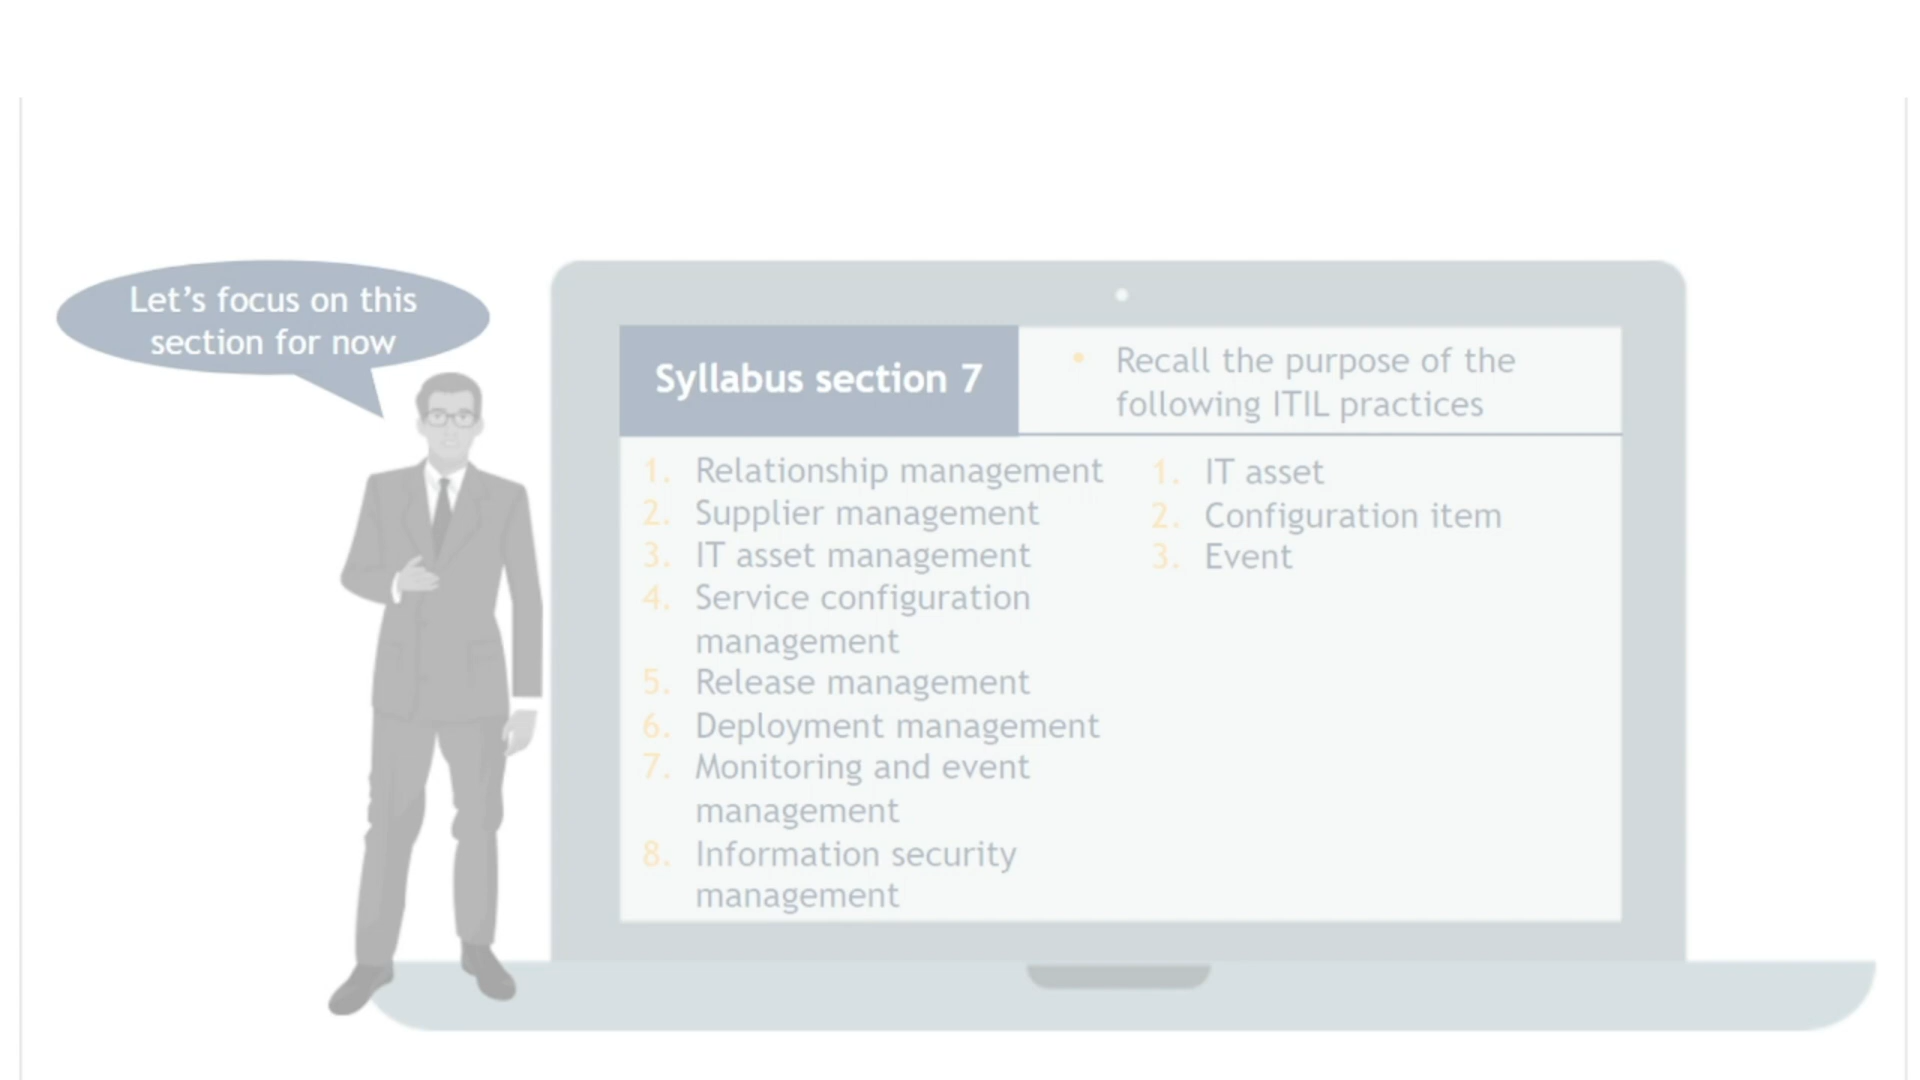 Let’s focus on this
section for now
Syllabus section 7
• Recall the purpose of the
following ITIL practices
1. Relationship management
2. Supplier management
3. IT asset management
4. Service configuration
management
5. Release management
6. Deployment management
7. Monitoring and event
management
8. Information security
management
1. IT asset
2. Configuration item
3. Event